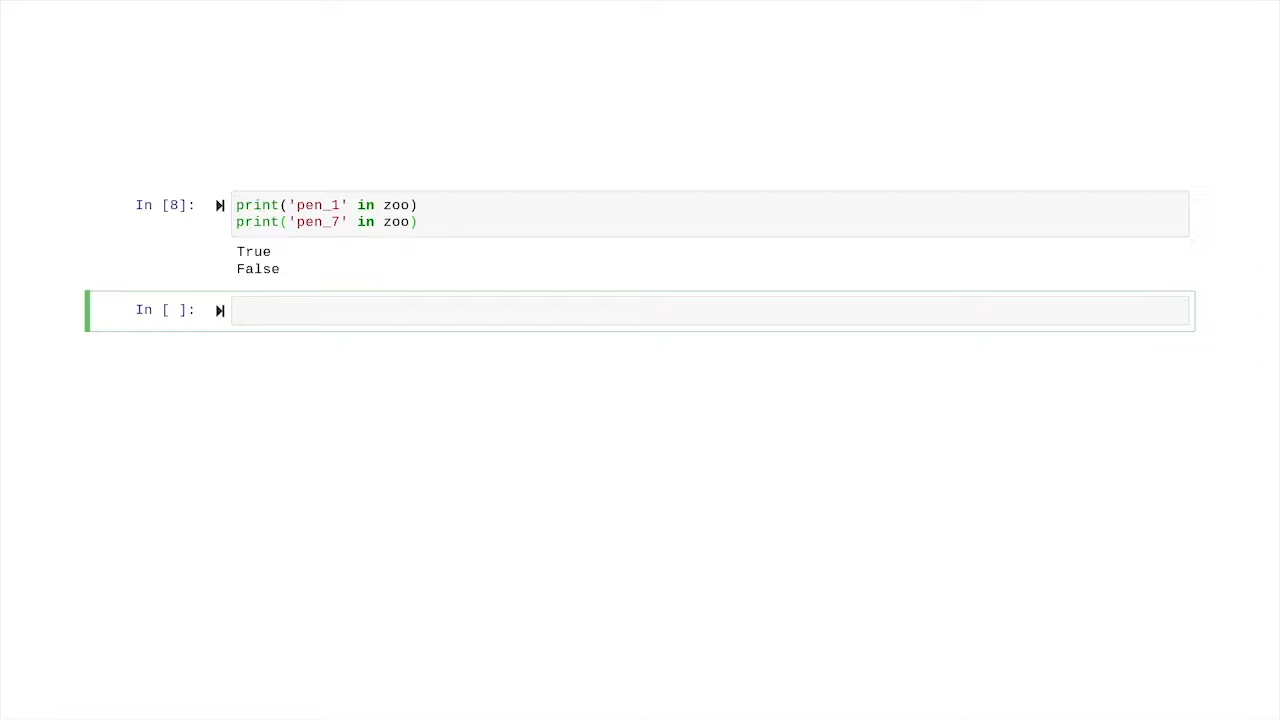 In [8]: print('pen_1' in zoo)
print('pen_7' in zoo)
True
False
In [ ]: